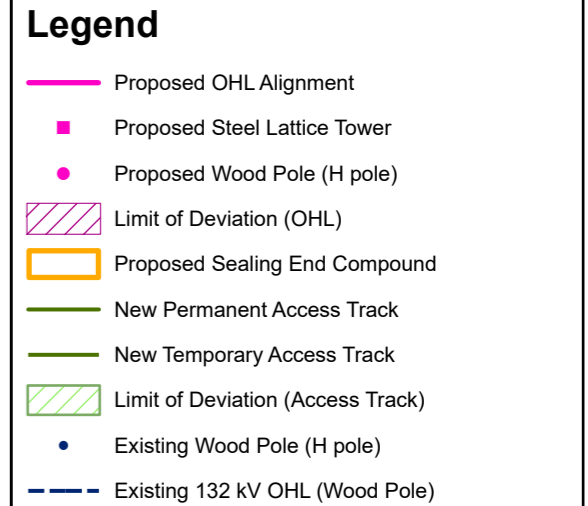 Legend
Proposed OHL Alignment
Proposed Steel Lattice Tower
Proposed Wood Pole (H pole)
Limit of Deviation (OHL)
Proposed Sealing End Compound
New Permanent Access Track
New Temporary Access Track
Limit of Deviation (Access Track)
Existing Wood Pole (H pole)
Existing 132 kV OHL (Wood Pole)